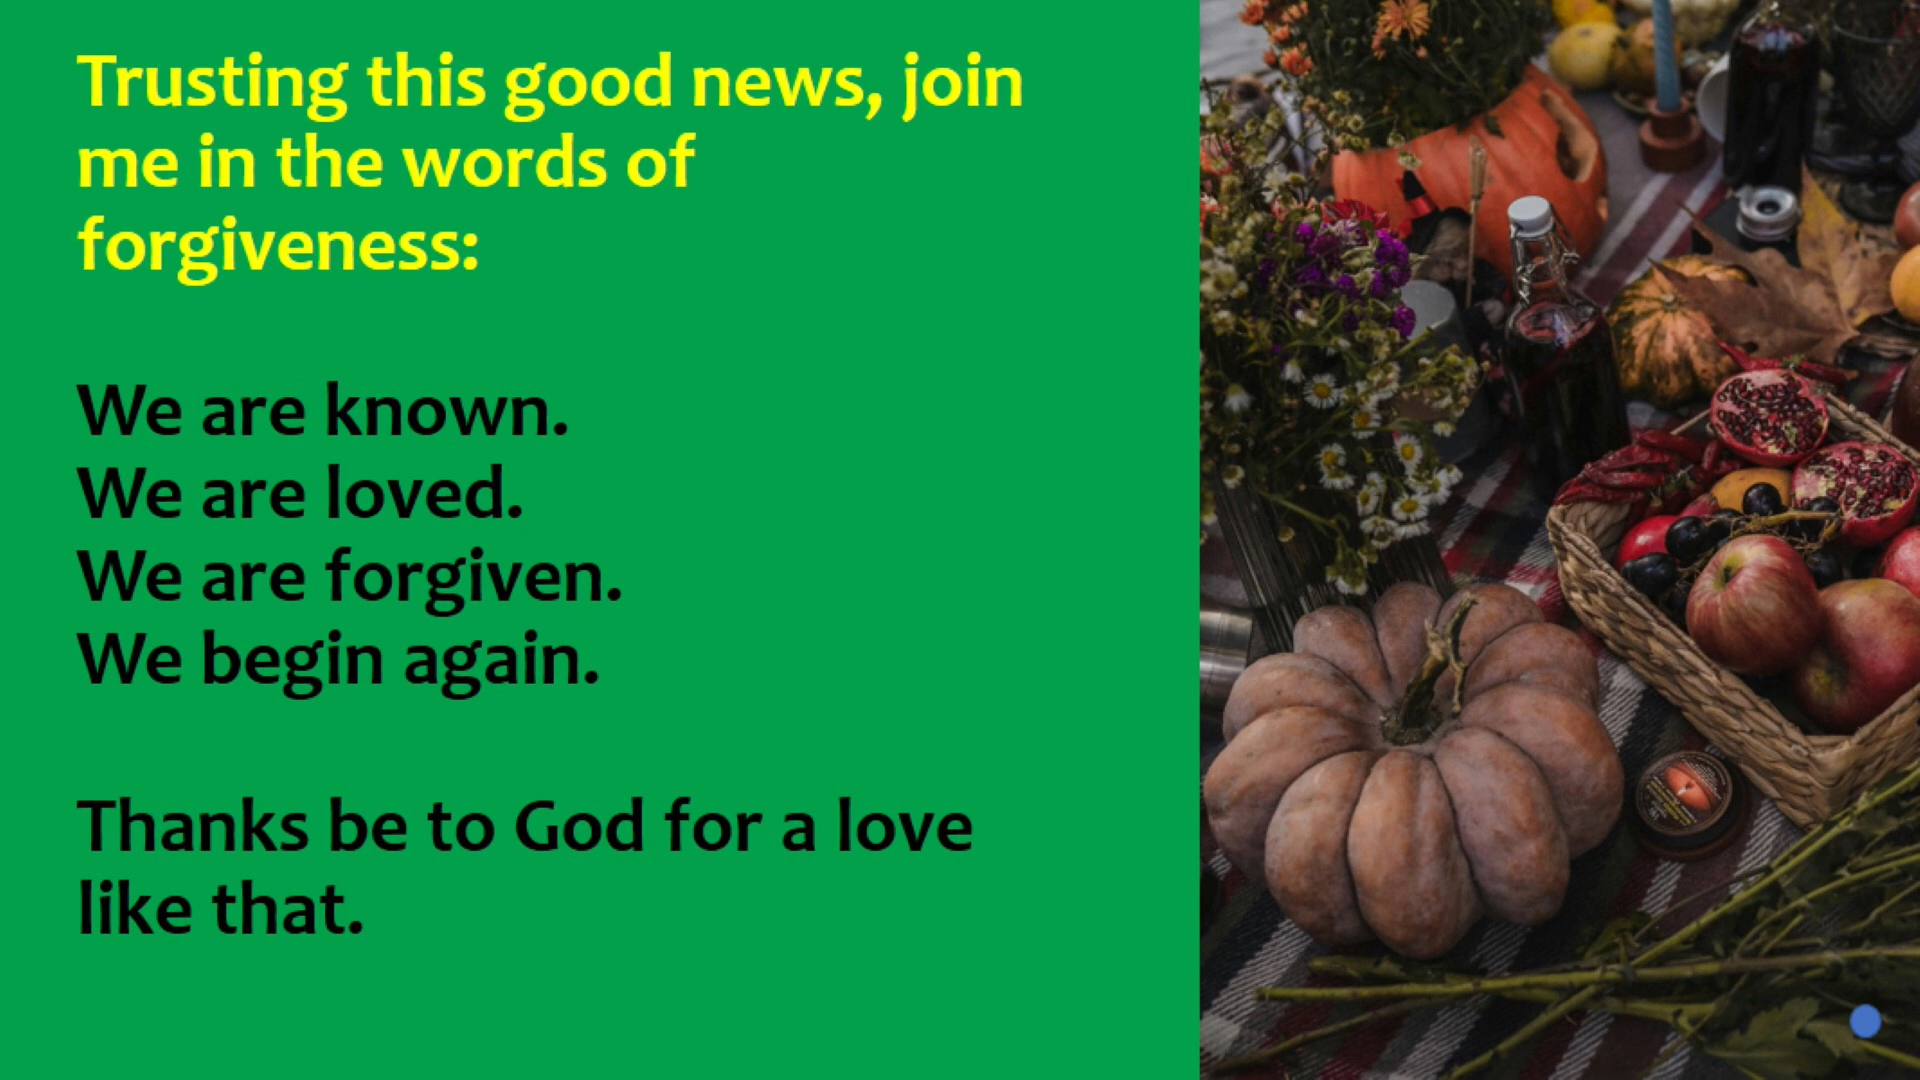 Trusting this good news, join
me in the words of
forgiveness:
We are known.
We are loved.
We are forgiven.
We begin again.
Thanks be to God for a love
like that.